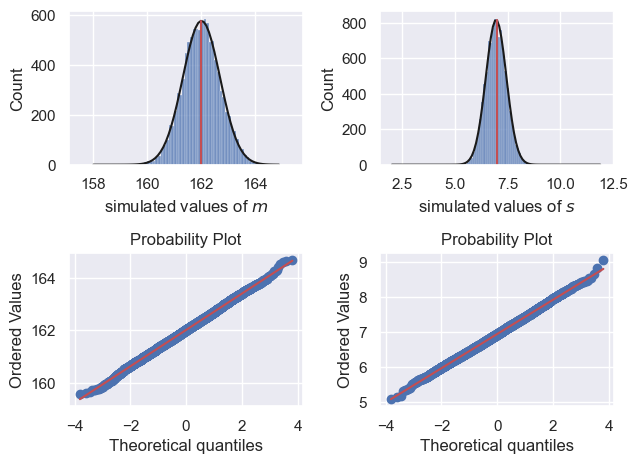 600
400
200
0
Count
158 160 162 164
simulated values of m
800
600
400
200
0
Count
2.5 5.0 7.5 10.0 12.5
simulated values of s
Probability Plot
164
162
160
Ordered Values
−4 −2 0 2 4
Theoretical quantiles
Probability Plot
9
8
7
6
5
Ordered Values
−4 −2 0 2 4
Theoretical quantiles